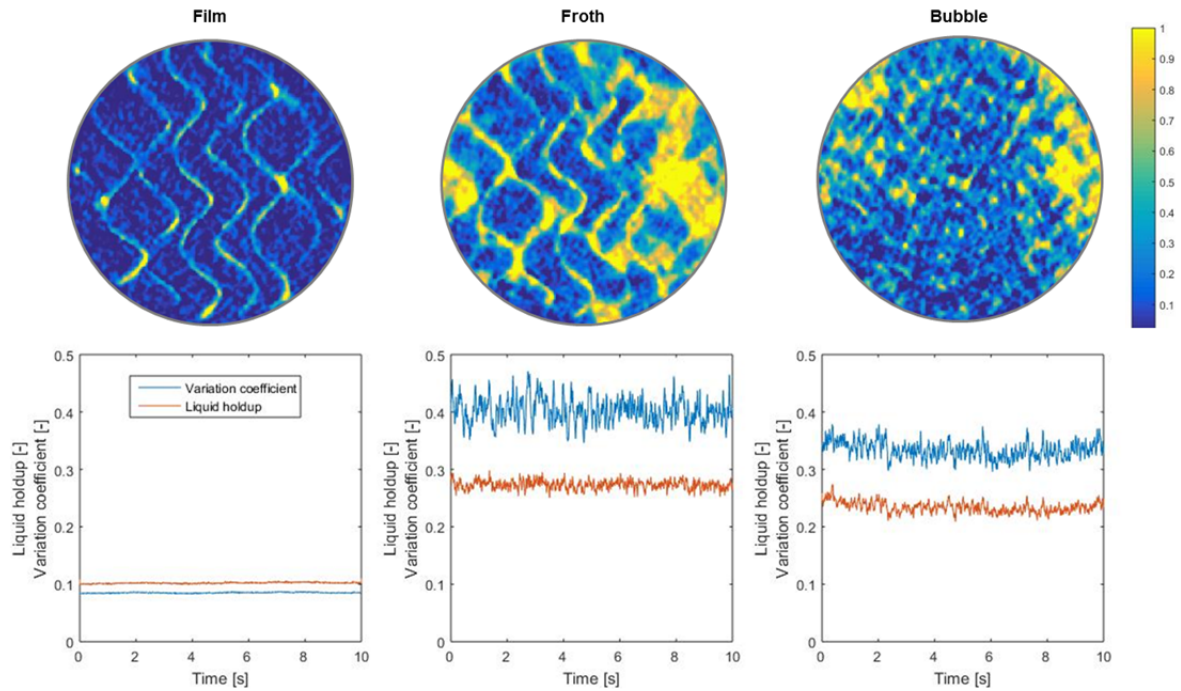 Film
Froth
Bubble
1
0.9
0.8
0.7
0.6
0.5
0.4
0.3
0.2
0.1
0.5
0.4
0.3
0.2
0.1
0
Liquid holdup [-]
Variation coefficient [-]
Variation coefficient
Liquid holdup
0 2 4 6 8 10
Time [s]
0.5
0.4
0.3
0.2
0.1
0
Liquid holdup [-]
Variation coefficient [-]
0 2 4 6 8 10
Time [s]
0.5
0.4
0.3
0.2
0.1
0
Liquid holdup [-]
Variation coefficient [-]
0 2 4 6 8 10
Time [s]